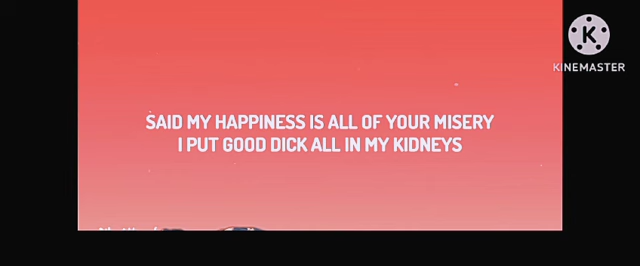 KINEMASTER
SAID MY HAPPINESS IS ALL OF YOUR MISERY
I PUT GOOD DICK ALL IN MY KIDNEYS